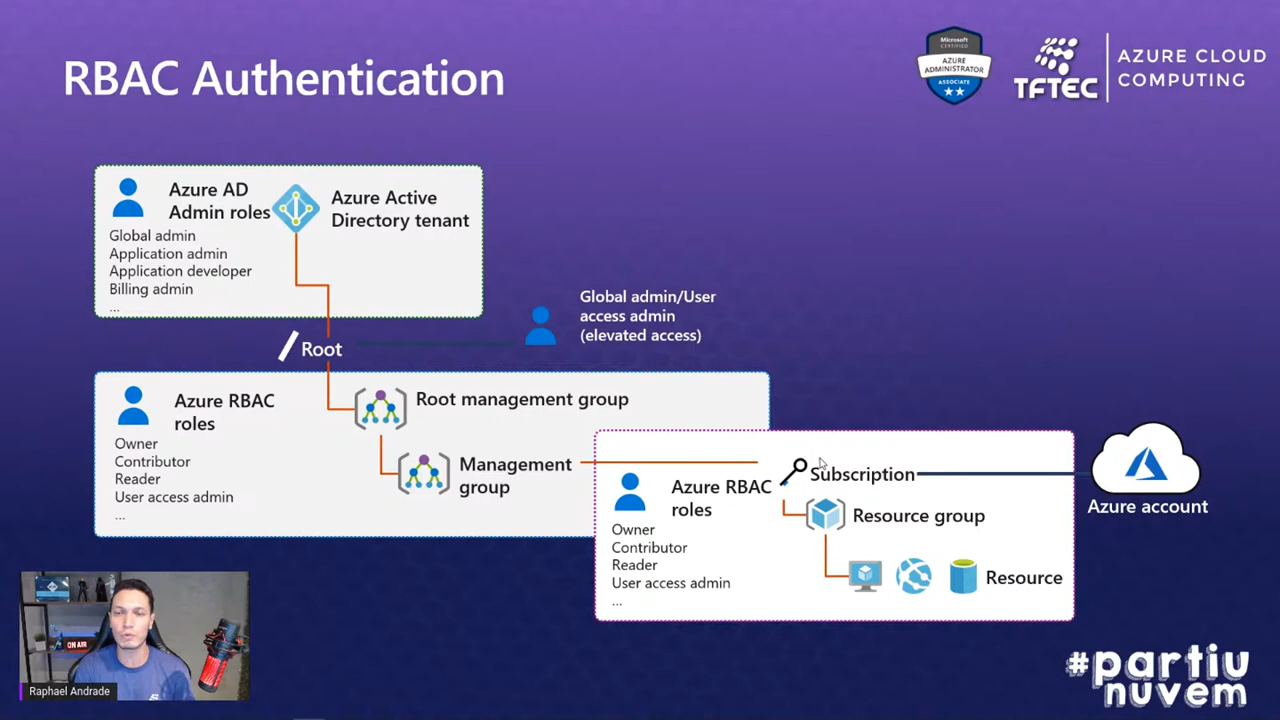 RBAC Authentication
Microsoft
CERTIFIED
AZURE
ADMINISTRATOR
ASSOCIATE
TFTEC
AZURE CLOUD
COMPUTING
Azure AD
Admin roles
Global admin
Application admin
Application developer
Billing admin
...
Azure Active
Directory tenant
Root
Global admin/User
access admin
(elevated access)
Azure RBAC
roles
Owner
Contributor
Reader
User access admin
...
Root management group
Management
group
Azure RBAC
roles
Owner
Contributor
Reader
User access admin
...
Subscription
Resource group
Resource
Azure account
ON AIR
Raphael Andrade
#partiu
nuvem